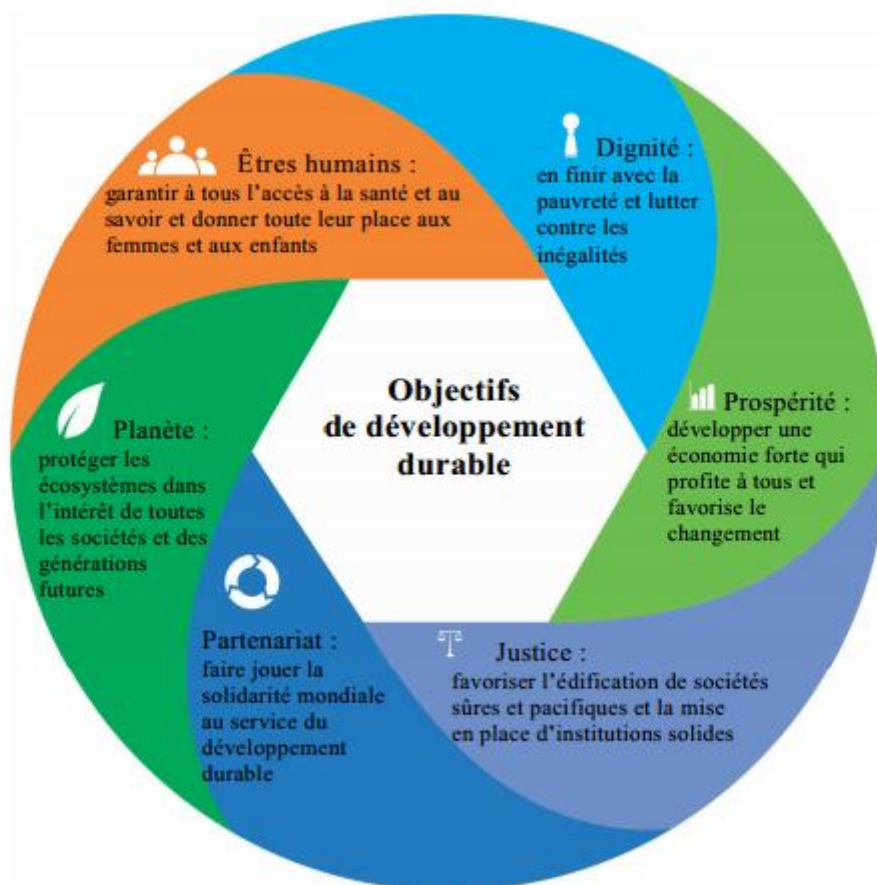 Objectifs
de développement
durable
Dignité :
en finir avec la
pauvreté et lutter
contre les
inégalités
Prospérité :
développer une
économie forte qui
profite à tous et
favorise le
changement
Justice :
favoriser l’édification de sociétés
sûres et pacifiques et la mise
en place d’institutions solides
Partenariat :
faire jouer la
solidarité mondiale
au service du
développement
durable
Planète :
protéger les
écosystèmes dans
l’intérêt de toutes
les sociétés et des
générations
futures
Êtres humains :
garantir à tous l’accès à la santé et au
savoir et donner toute leur place aux
femmes et aux enfants